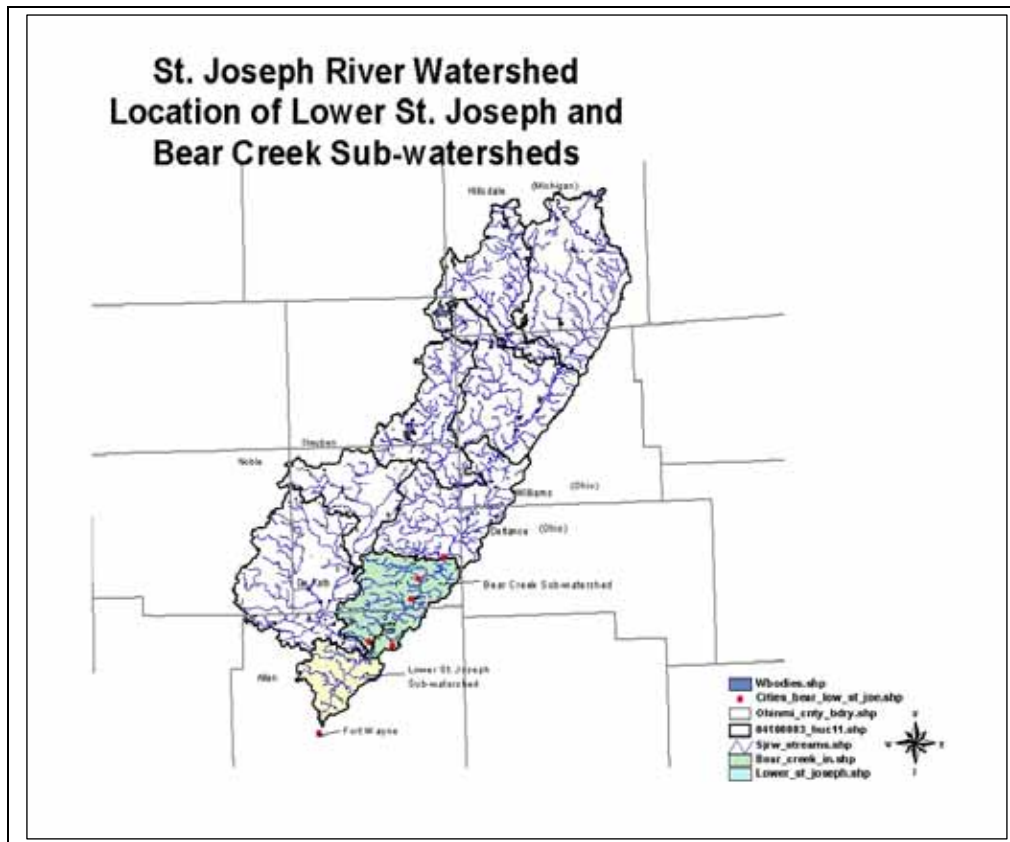 St. Joseph River Watershed
Location of Lower St. Joseph and
Bear Creek Sub-watersheds
Hillsdale (Michigan)
Steuben
Noble
Williams (Ohio)
Defiance (Ohio)
De Kalb
Bear Creek Sub-watershed
Allen
Lower St. Joseph
Sub-watershed
Fort Wayne
Wbodies.shp
Cities_bear_low_st_joe.shp
Ohinmi_cnty_bdry.shp
04100003_huc11.shp
Sjrw_streams.shp
Bear_creek_in.shp
Lower_st_joseph.shp
W E